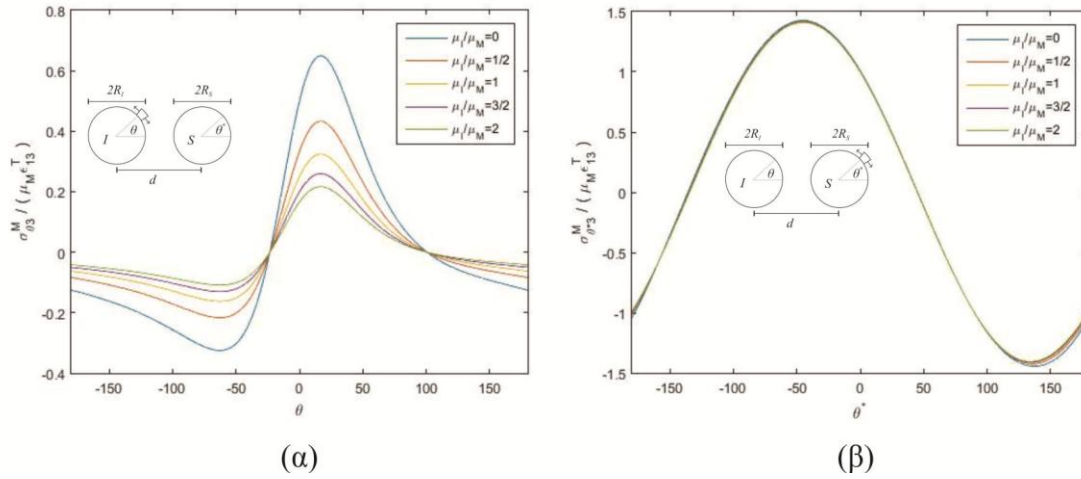 0.8
0.6
0.4
0.2
0
-0.2
-0.4
σ^M_θ3 / (μ_M ε^T_13)
-150 -100 -50 0 50 100 150
θ
μ_I/μ_M=0
μ_I/μ_M=1/2
μ_I/μ_M=1
μ_I/μ_M=3/2
μ_I/μ_M=2
2R_I 2R_S
I θ S θ*
d
(α)
1.5
1
0.5
0
-0.5
-1
-1.5
σ^M_θ*3 / (μ_M ε^T_13)
-150 -100 -50 0 50 100 150
θ*
μ_I/μ_M=0
μ_I/μ_M=1/2
μ_I/μ_M=1
μ_I/μ_M=3/2
μ_I/μ_M=2
2R_I 2R_S
I θ S θ*
d
(β)